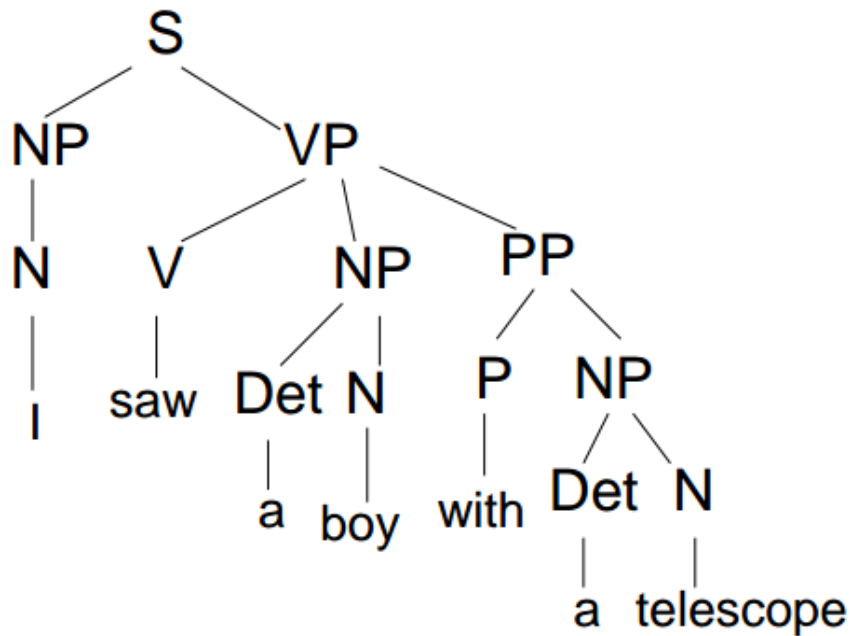 S
NP VP
N V NP PP
I saw Det N P NP
a boy with Det N
a telescope